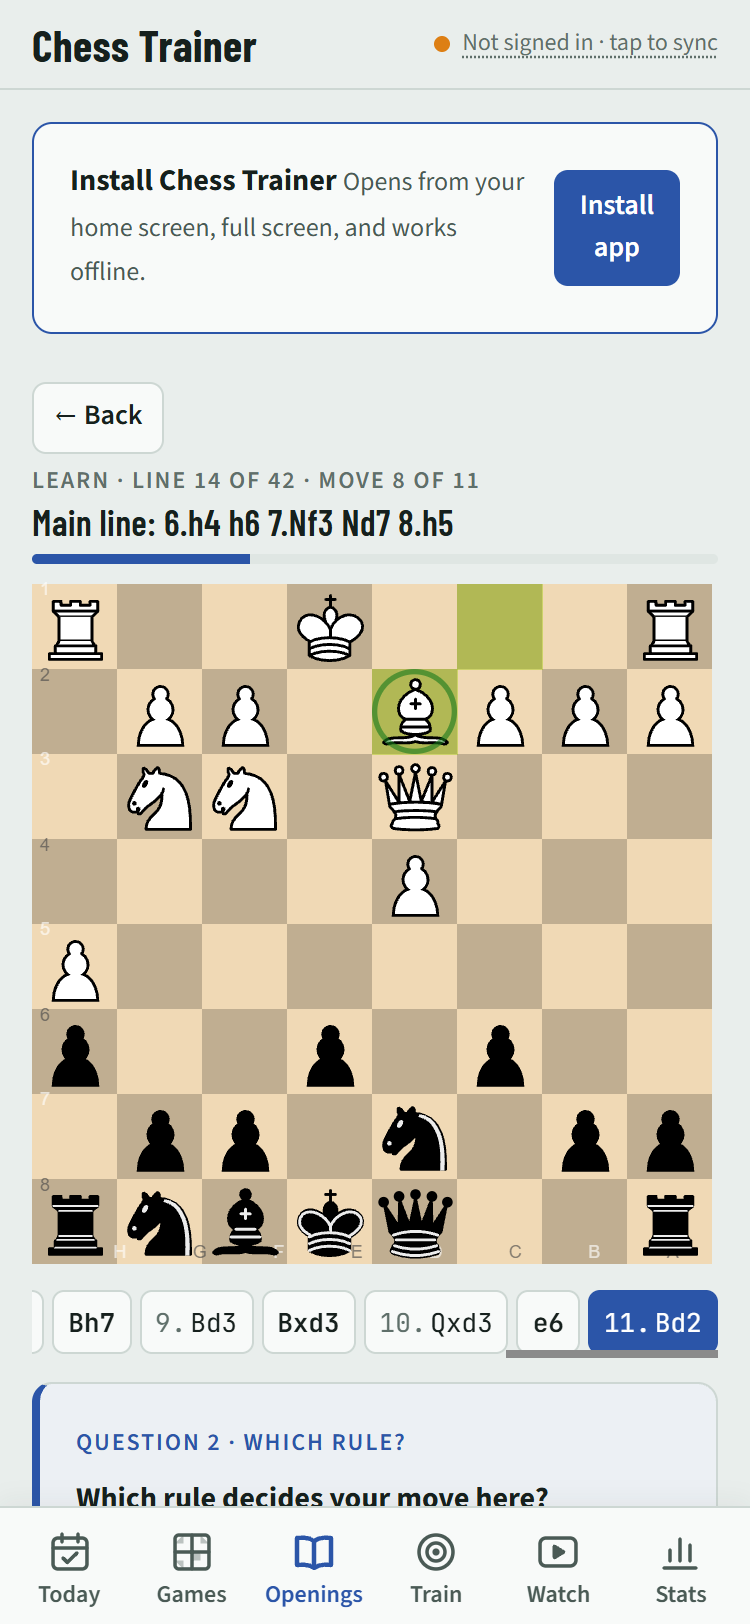 Chess Trainer
Not signed in · tap to sync
Install Chess Trainer Opens from your
home screen, full screen, and works
offline.
Install
app
← Back
LEARN · LINE 14 OF 42 · MOVE 8 OF 11
Main line: 6.h4 h6 7.Nf3 Nd7 8.h5
1
2
3
4
5
6
7
8
H G F E C B
Bh7 9. Bd3 Bxd3 10. Qxd3 e6 11. Bd2
QUESTION 2 · WHICH RULE?
Which rule decides your move here?
Today Games Openings Train Watch Stats